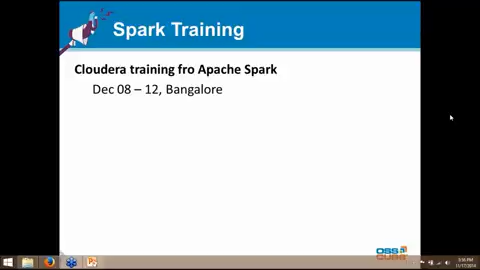 Spark Training
Cloudera training fro Apache Spark
Dec 08 – 12, Bangalore
OSS
CUBE